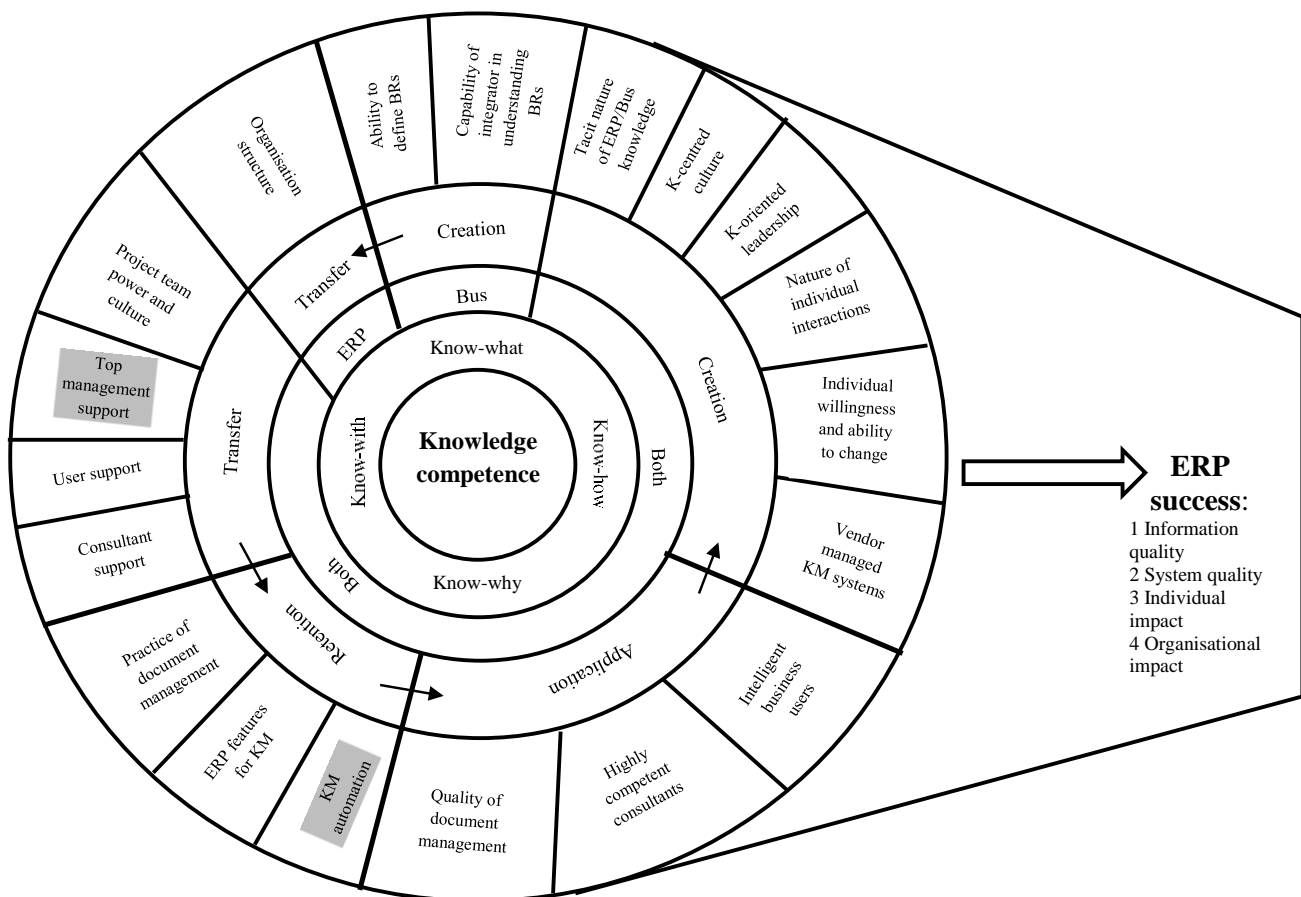 Ability to
define BRs
Capability of
integrator in
understanding
BRs
Tacit nature
of ERP/Bus
knowledge
K-centred
culture
K-oriented
leadership
Nature of
individual
interactions
Individual
willingness
and ability
to change
Vendor
managed
KM systems
Intelligent
business
users
Highly
competent
consultants
Quality of
document
management
KM
automation
ERP features
for KM
Practice of
document
management
Consultant
support
User support
Top
management
support
Project team
power and
culture
Organisation
structure
Creation
Transfer
Creation
Transfer
Retention
Application
Bus
ERP
Both
Both
Know-what
Know-how
Know-why
Know-with
Knowledge
competence
ERP
success:
1 Information
quality
2 System quality
3 Individual
impact
4 Organisational
impact